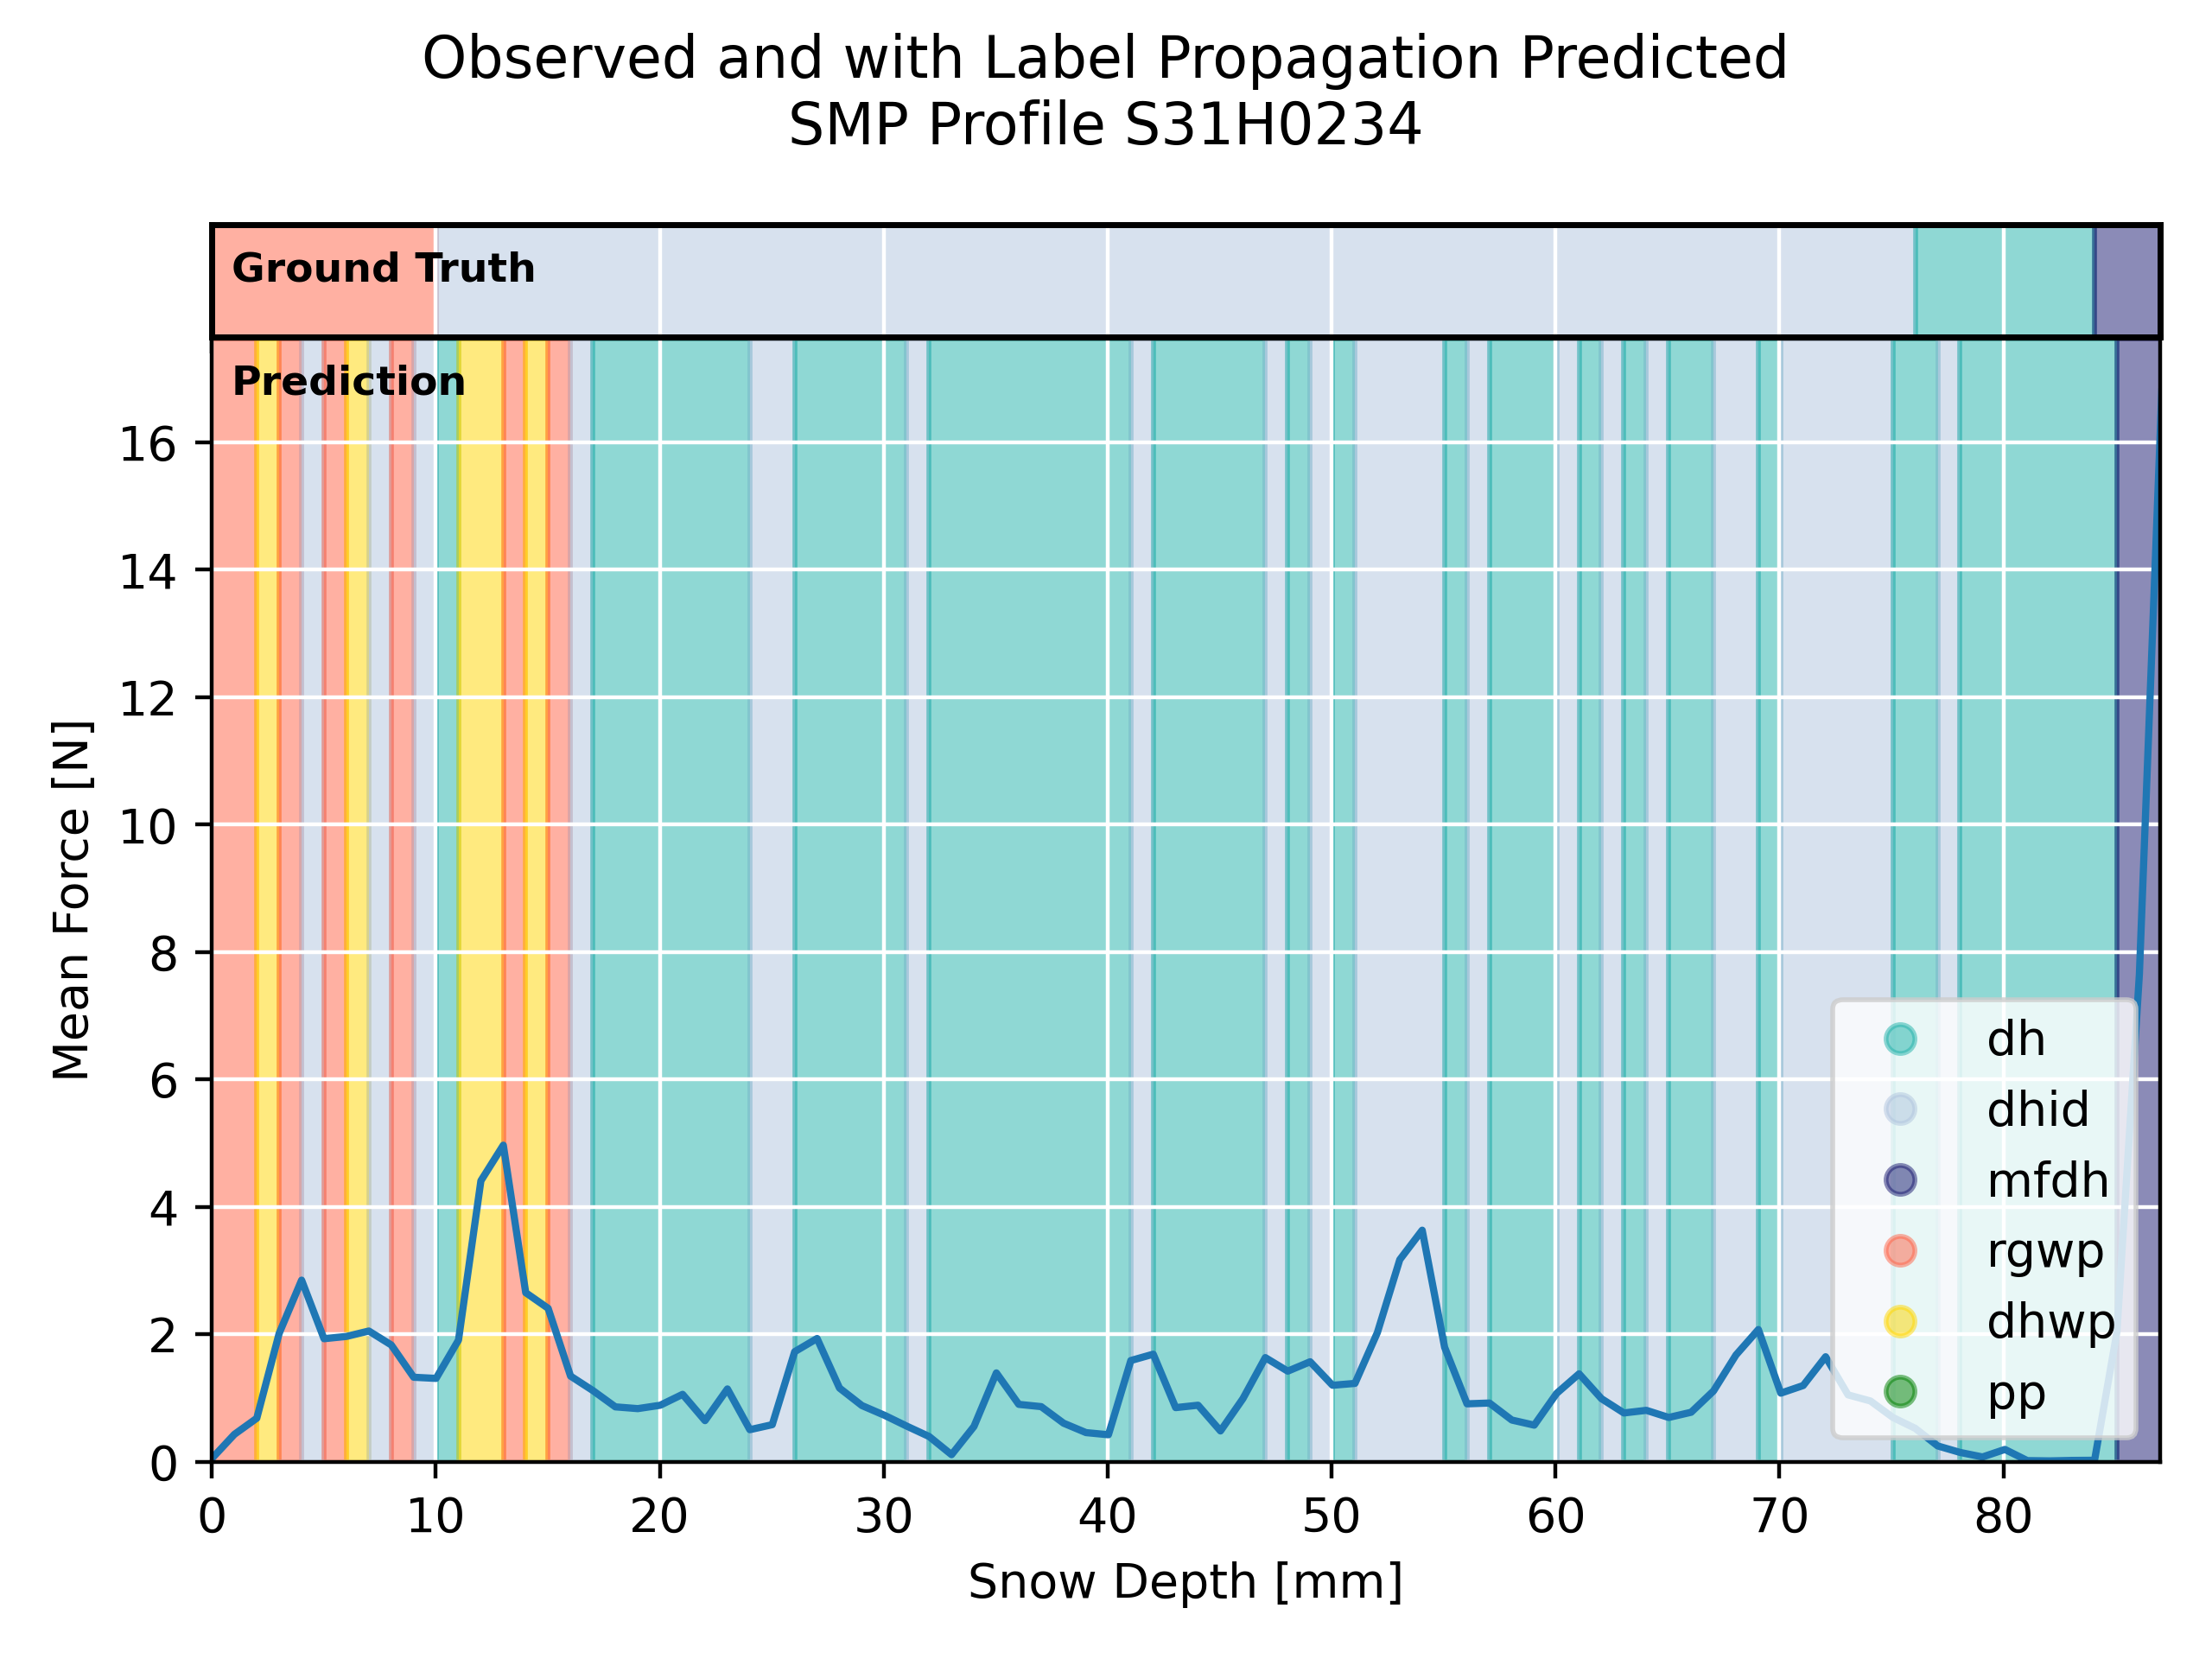 Observed and with Label Propagation Predicted
SMP Profile S31H0234
Ground Truth
Prediction
16
14
12
10
8
6
4
2
0
Mean Force [N]
dh
dhid
mfdh
rgwp
dhwp
pp
0 10 20 30 40 50 60 70 80
Snow Depth [mm]